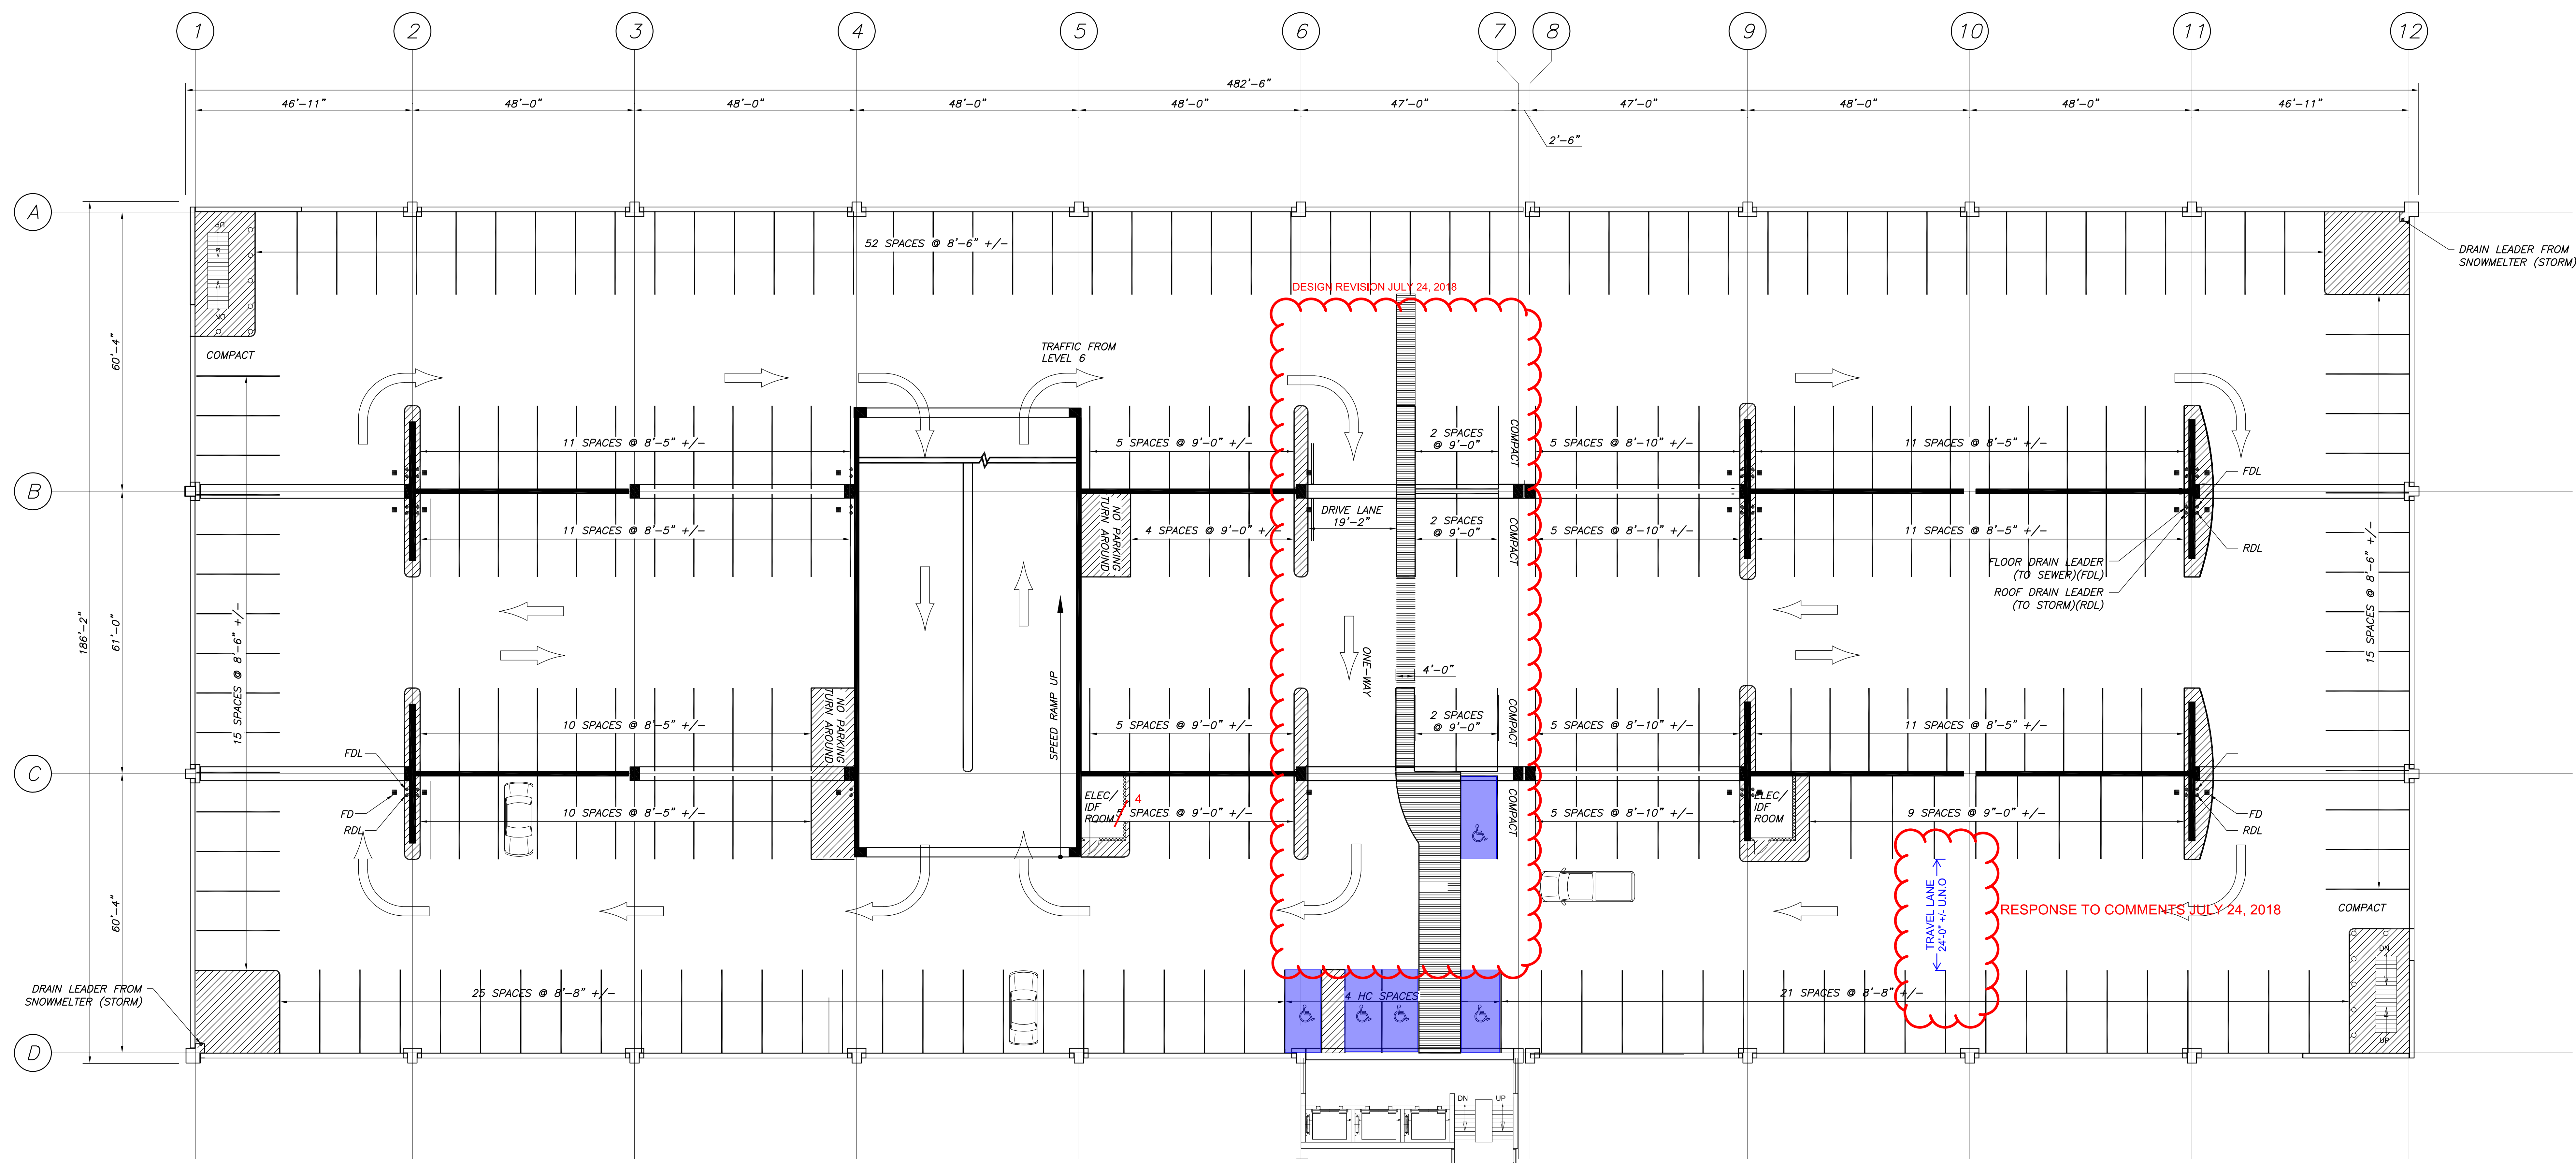 1 2 3 4 5 6 7 8 9 10 11 12
482'-6"
46'-11" 48'-0" 48'-0" 48'-0" 48'-0" 47'-0" 47'-0" 48'-0" 48'-0" 46'-11"
2'-6"
A
UP
DN
52 SPACES @ 8'-6" +/-
DRAIN LEADER FROM
SNOWMELTER (STORM)
DESIGN REVISION JULY 24, 2018
60'-4"
COMPACT
TRAFFIC FROM
LEVEL 6
11 SPACES @ 8'-5" +/-
5 SPACES @ 9'-0" +/-
2 SPACES
@ 9'-0"
COMPACT
5 SPACES @ 8'-10" +/-
11 SPACES @ 8'-5" +/-
FDL
B
11 SPACES @ 8'-5" +/-
NO PARKING
TURN AROUND
4 SPACES @ 9'-0" +/-
DRIVE LANE
19'-2"
2 SPACES
@ 9'-0"
COMPACT
5 SPACES @ 8'-10" +/-
11 SPACES @ 8'-5" +/-
RDL
FLOOR DRAIN LEADER
(TO SEWER)(FDL)
ROOF DRAIN LEADER
(TO STORM)(RDL)
186'-2"
61'-0"
15 SPACES @ 8'-6" +/-
15 SPACES @ 8'-6" +/-
SPEED RAMP UP
ONE-WAY
4'-0"
10 SPACES @ 8'-5" +/-
NO PARKING
TURN AROUND
5 SPACES @ 9'-0" +/-
2 SPACES
@ 9'-0"
COMPACT
5 SPACES @ 8'-10" +/-
11 SPACES @ 8'-5" +/-
FDL
C
FD
RDL
10 SPACES @ 8'-5" +/-
ELEC/
IDF
ROOM
4
5 SPACES @ 9'-0" +/-
COMPACT
5 SPACES @ 8'-10" +/-
ELEC/
IDF
ROOM
9 SPACES @ 9"-0" +/-
FD
RDL
60'-4"
TRAVEL LANE
24'-0" +/- U.N.O
RESPONSE TO COMMENTS JULY 24, 2018
COMPACT
DRAIN LEADER FROM
SNOWMELTER (STORM)
25 SPACES @ 8'-8" +/-
4 HC SPACES
21 SPACES @ 8'-8" +/-
DN
UP
D
DN UP